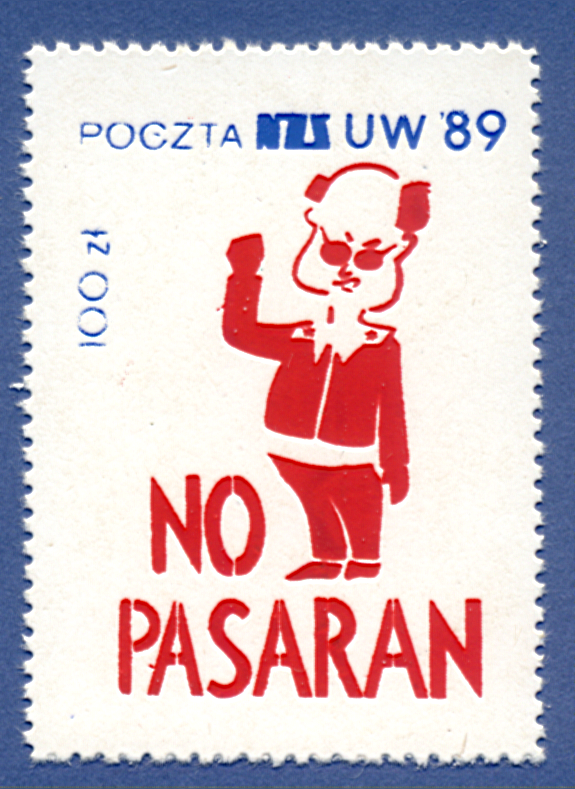 POCZTA NZS UW '89
100 zł
NO
PASARAN